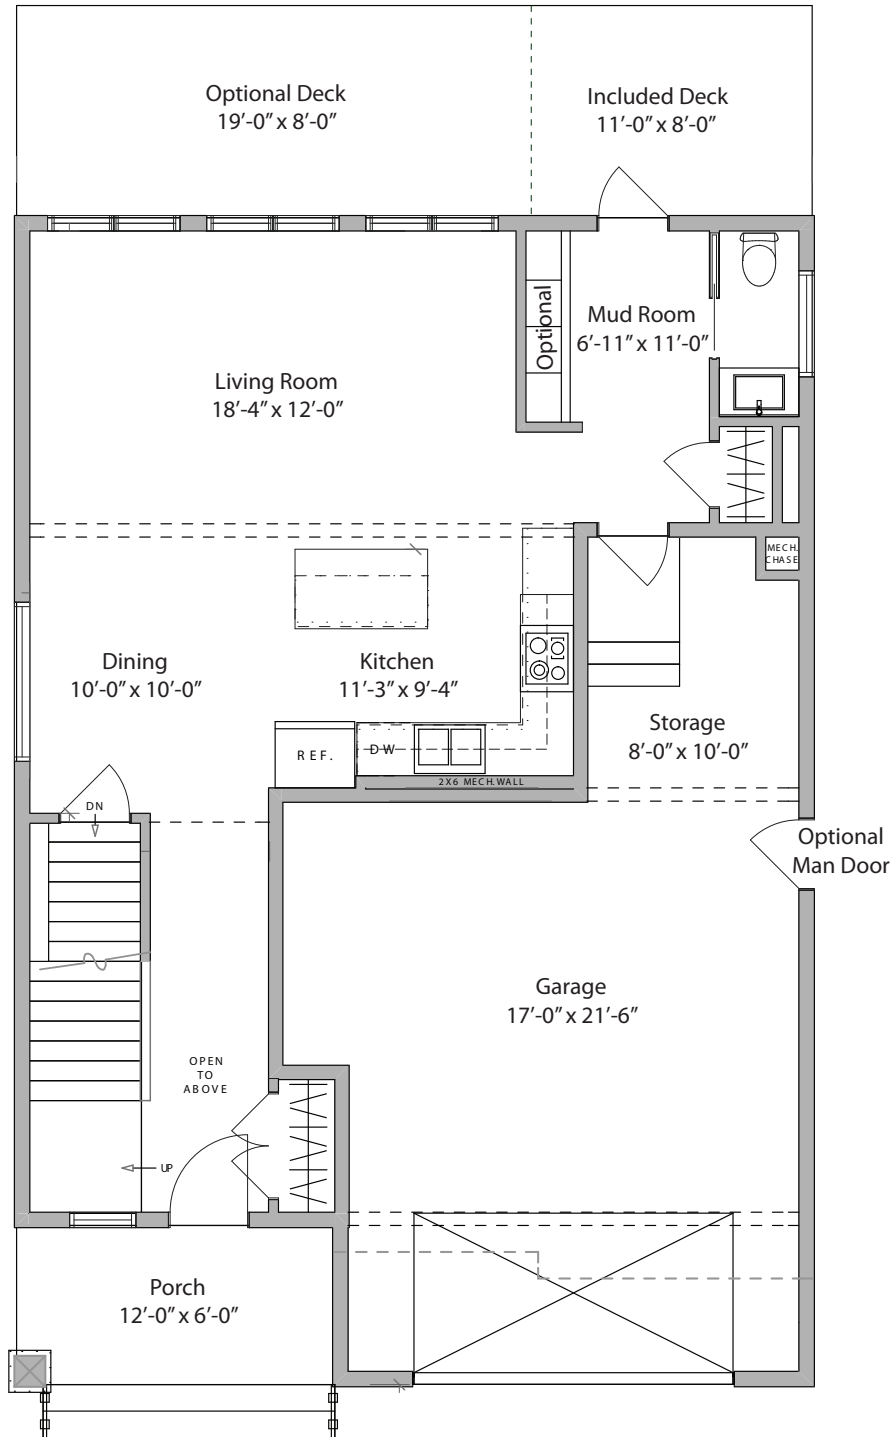 Optional Deck
19’-0” x 8’-0”
Included Deck
11’-0” x 8’-0”
Optional
Mud Room
6’-11” x 11’-0”
Living Room
18’-4” x 12’-0”
MECH.
CHASE
Dining
10’-0” x 10’-0”
Kitchen
11’-3” x 9’-4”
Storage
8’-0” x 10’-0”
REF.
DW
2X6 MECH. WALL
DN
Optional
Man Door
Garage
17’-0” x 21’-6”
OPEN
TO
ABOVE
UP
Porch
12’-0” x 6’-0”